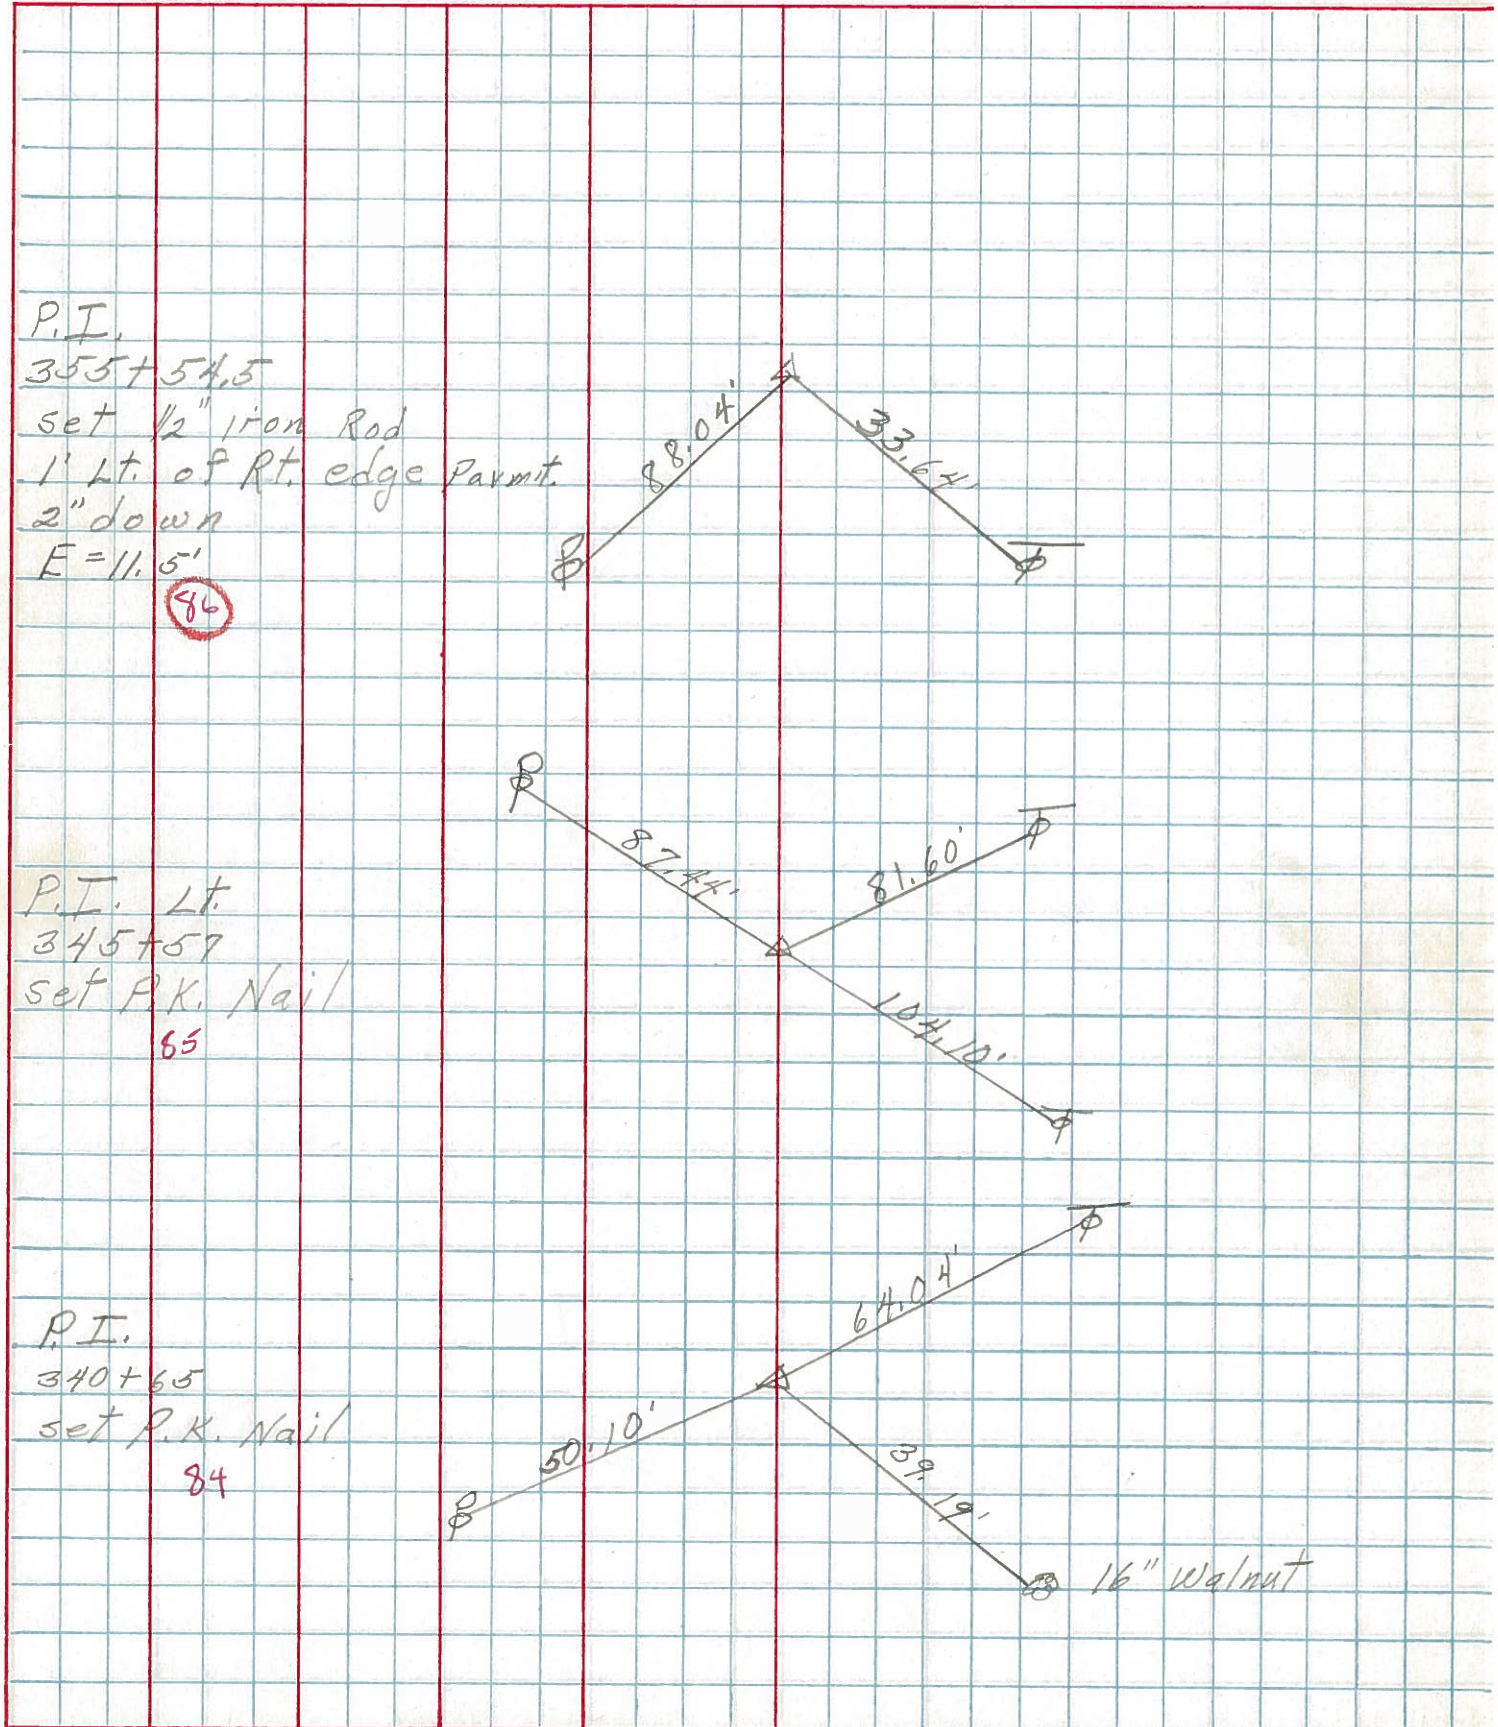 P.I.
355+54.5
set 1/2" iron Rod
1' Lt. of Rt. edge Pavmt.
2" down
E = 11.5'
86
88.04'
33.64'
P.I. Lt.
345+57
set P.K. Nail
85
87.44'
81.60'
104.10'
P.I.
340+65
set P.K. Nail
84
64.04'
50.10'
39.19'
16" Walnut